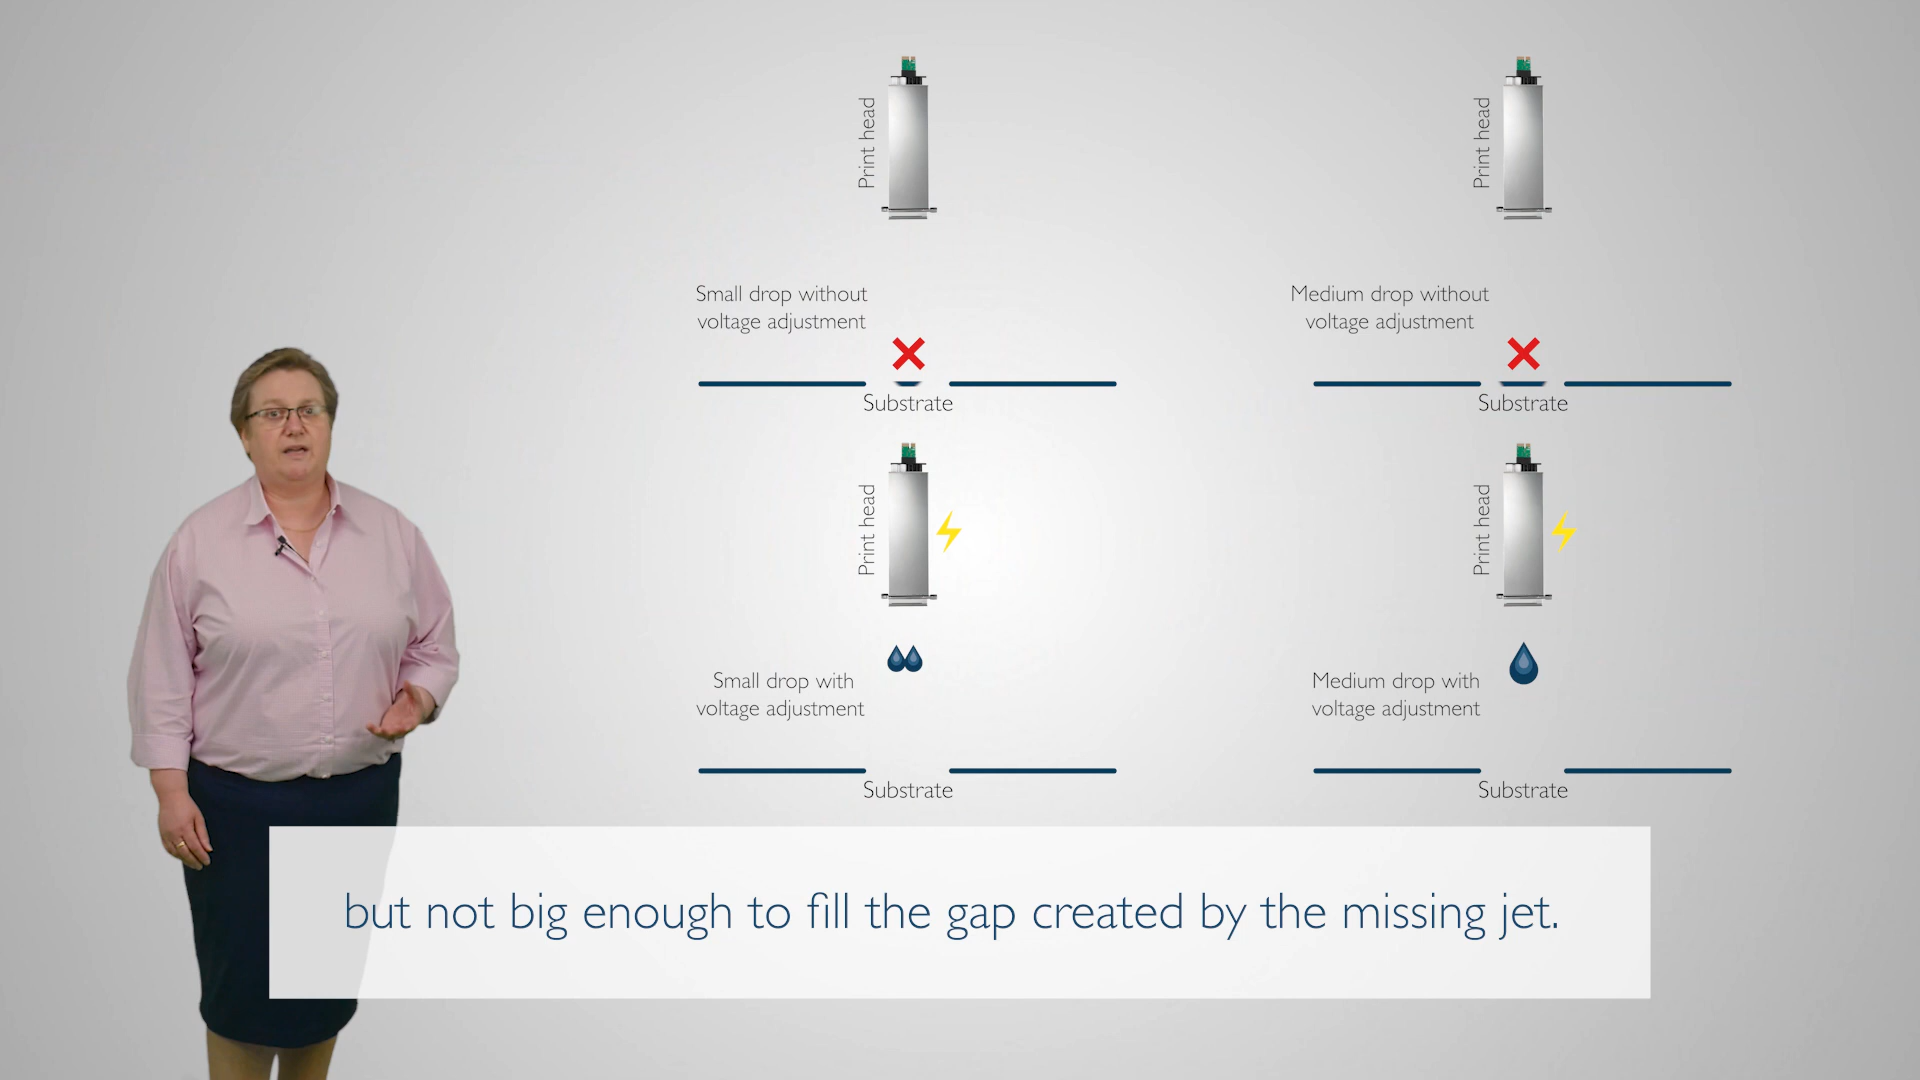 Print head
Print head
Small drop without
voltage adjustment
Medium drop without
voltage adjustment
Substrate
Substrate
Print head
Print head
Small drop with
voltage adjustment
Medium drop with
voltage adjustment
Substrate
Substrate
but not big enough to fill the gap created by the missing jet.